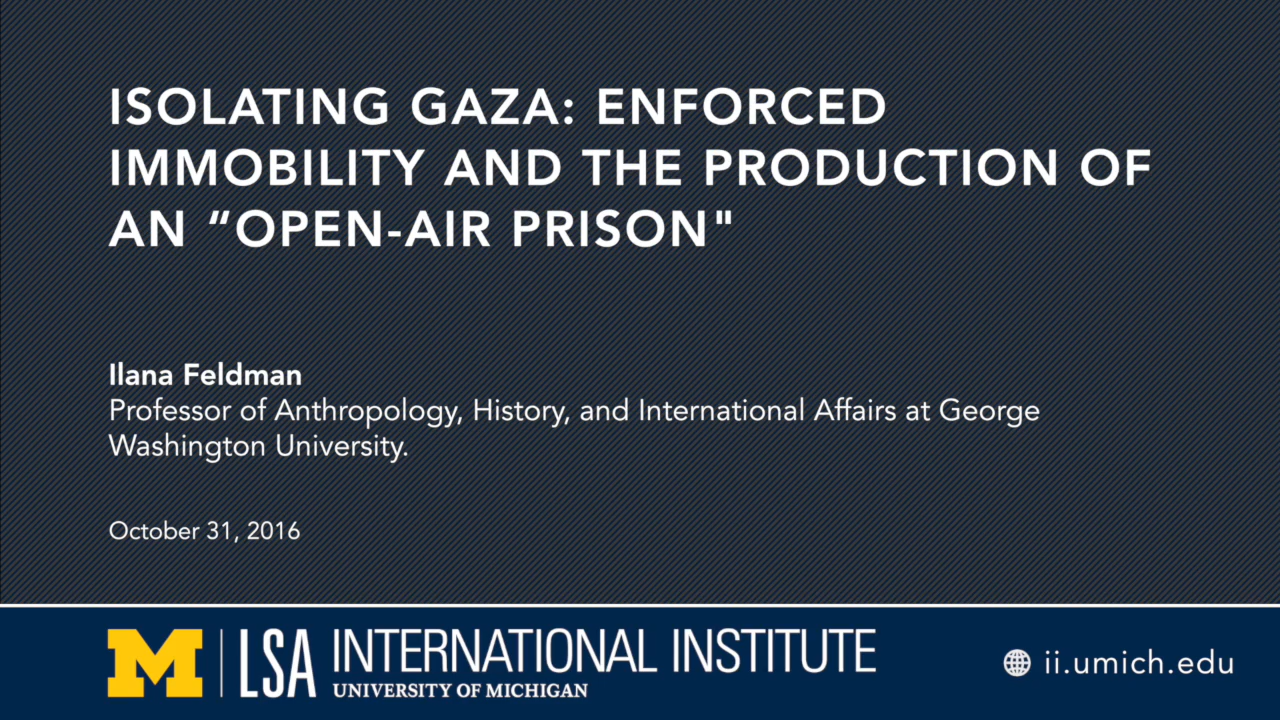 ISOLATING GAZA: ENFORCED
IMMOBILITY AND THE PRODUCTION OF
AN “OPEN-AIR PRISON"
Ilana Feldman
Professor of Anthropology, History, and International Affairs at George
Washington University.
October 31, 2016
M LSA INTERNATIONAL INSTITUTE
UNIVERSITY OF MICHIGAN
ii.umich.edu